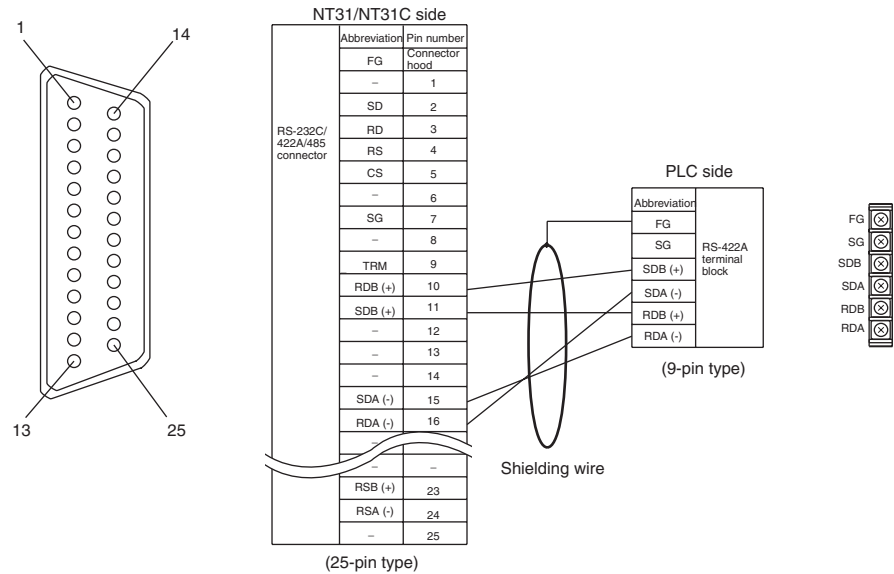 1
14
13
25
NT31/NT31C side
RS-232C/
422A/485
connector
Abbreviation Pin number
FG Connector
hood
– 1
SD 2
RD 3
RS 4
CS 5
– 6
SG 7
– 8
TRM 9
RDB (+) 10
SDB (+) 11
– 12
– 13
– 14
SDA (-) 15
RDA (-) 16
–
– –
RSB (+) 23
RSA (-) 24
– 25
(25-pin type)
Shielding wire
PLC side
Abbreviation
FG
SG
SDB (+)
SDA (-)
RDB (+)
RDA (-)
RS-422A
terminal
block
(9-pin type)
FG
SG
SDB
SDA
RDB
RDA